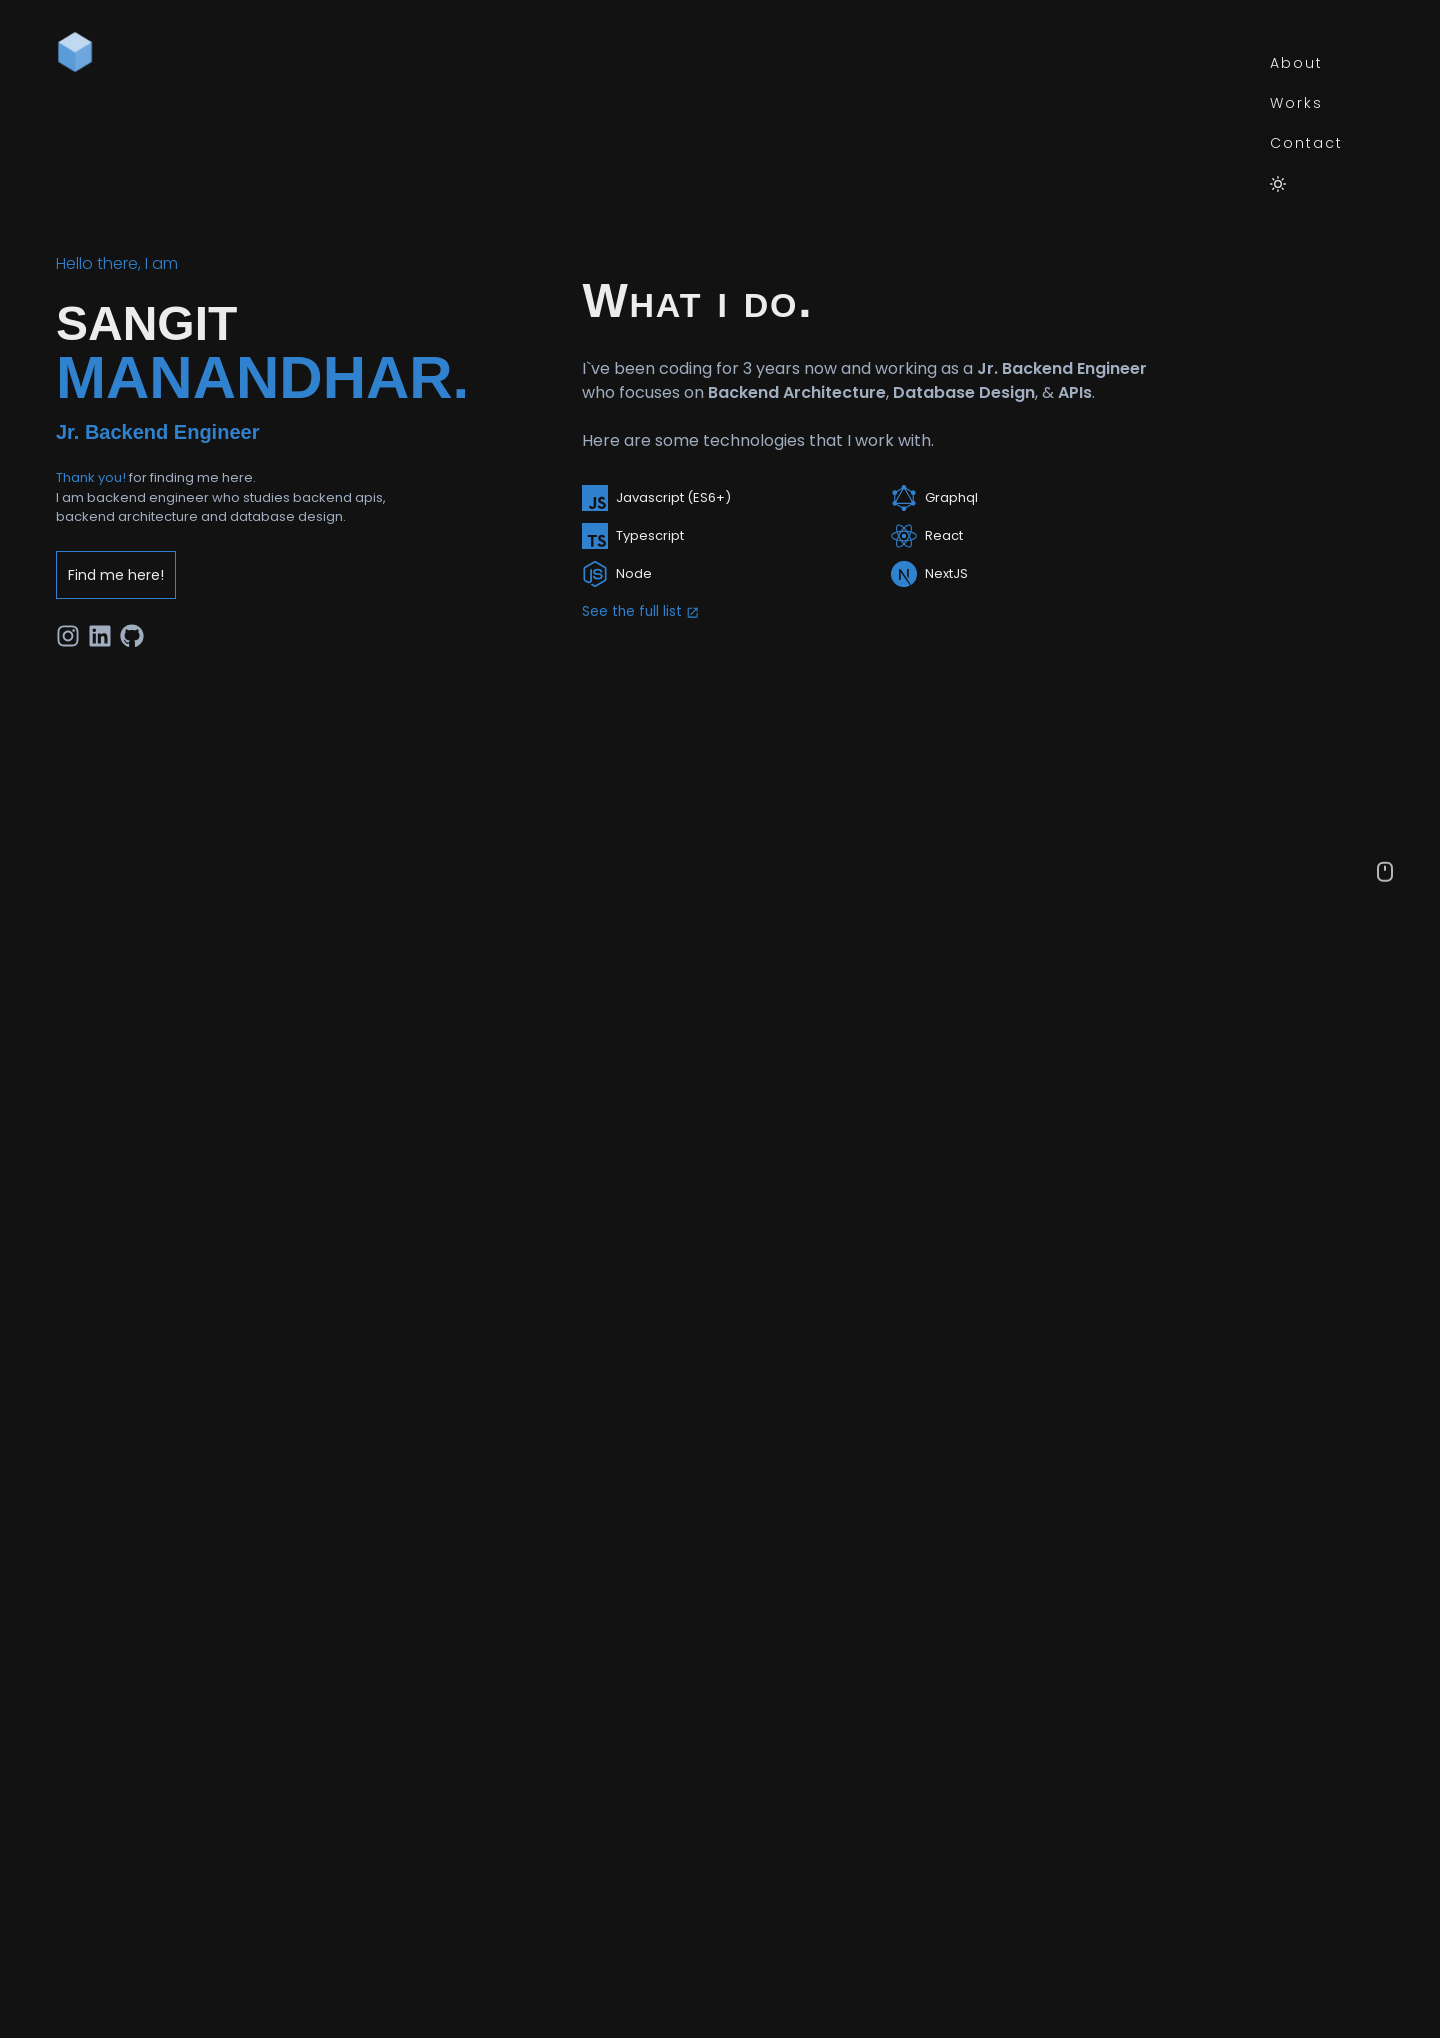 About
Works
Contact
Hello there, I am
SANGIT
MANANDHAR.
Jr. Backend Engineer
Thank you! for finding me here.
I am backend engineer who studies backend apis,
backend architecture and database design.
Find me here!
What i do.
I`ve been coding for 3 years now and working as a Jr. Backend Engineer
who focuses on Backend Architecture, Database Design, & APIs.
Here are some technologies that I work with.
JS Javascript (ES6+)
TS Typescript
JS Node
Graphql
React
N NextJS
See the full list